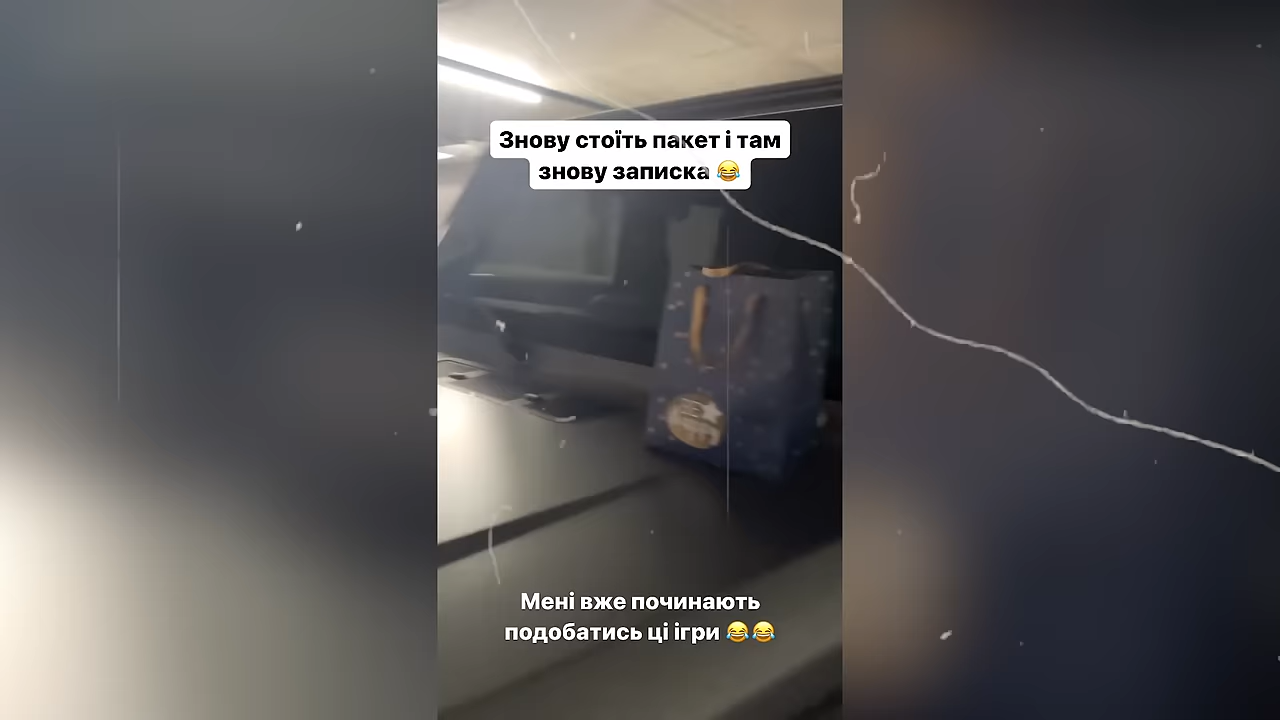 Знову стоїть пакет і там
знову записка 😂
Мені вже починають
подобатись ці ігри 😂😂